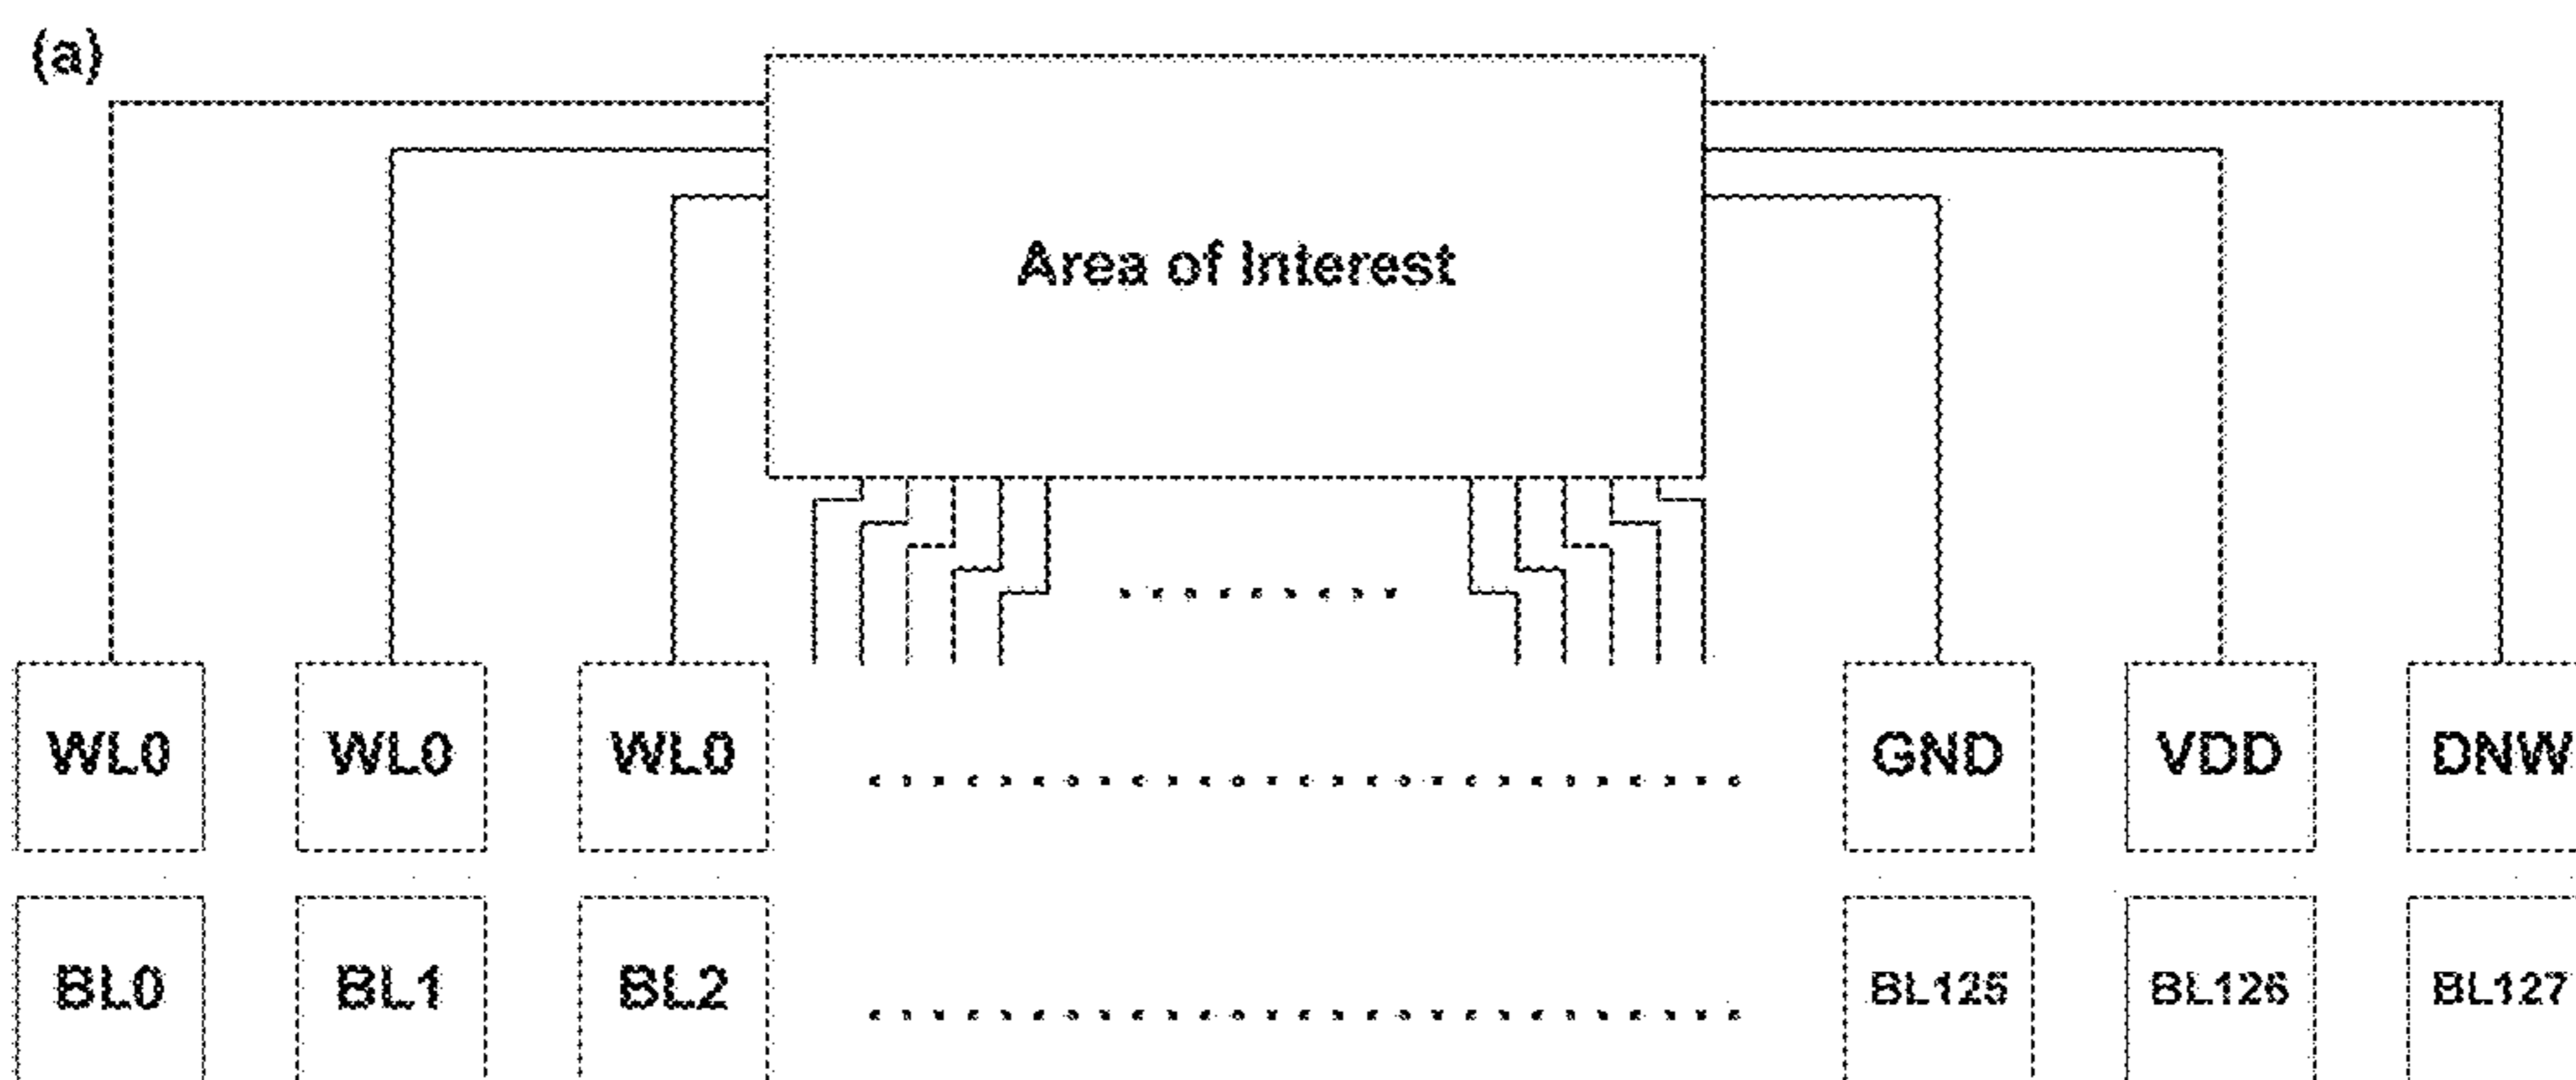 (a)
Area of Interest
WL0 WL0 WL0 GND VDD DNW
BL0 BL1 BL2 BL125 BL126 BL127